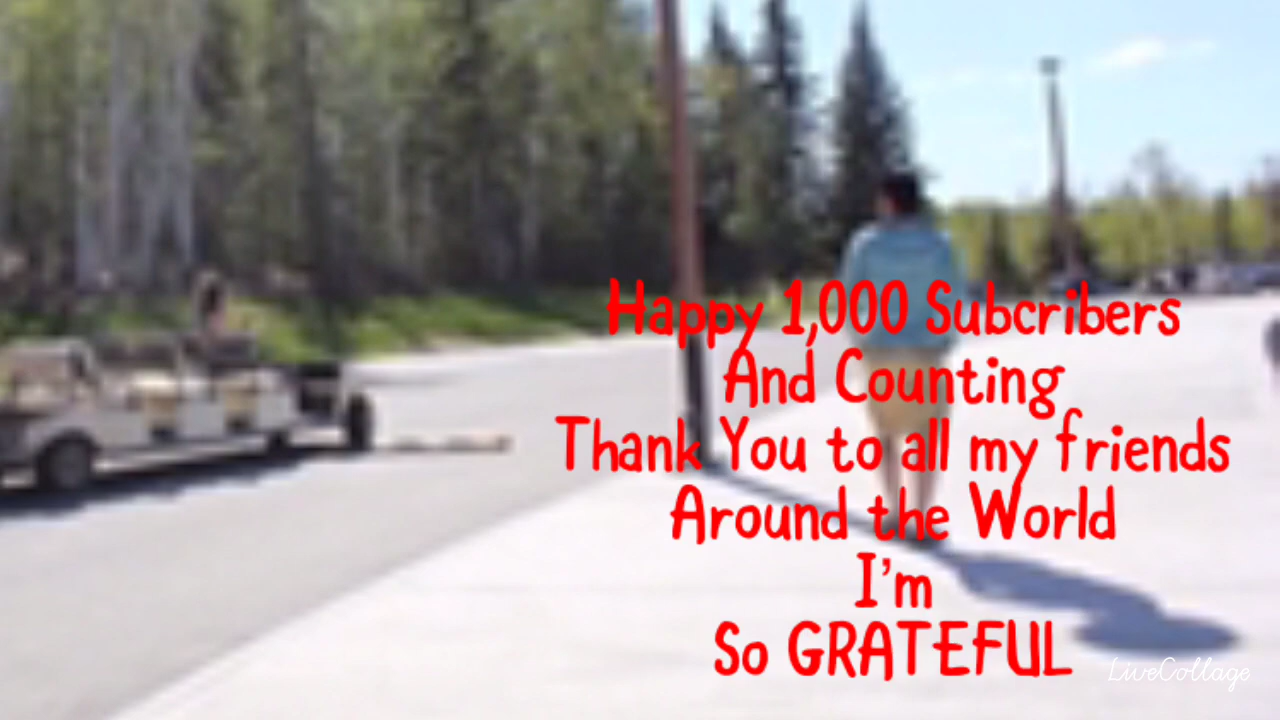 Happy 1,000 Subcribers
And Counting
Thank You to all my friends
Around the World
I'm
So GRATEFUL
LiveCollage